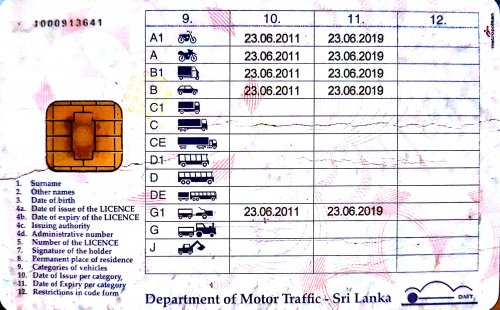 1000913641
9. 10. 11. 12.
A1 23.06.2011 23.06.2019
A 23.06.2011 23.06.2019
B1 23.06.2011 23.06.2019
B 23.06.2011 23.06.2019
C1
C
CE
D1
D
DE
G1 23.06.2011 23.06.2019
G
J
1. Surname
2. Other names
3. Date of birth
4a. Date of issue of the LICENCE
4b. Date of expiry of the LICENCE
4c. Issuing authority
4d. Administrative number
5. Number of the LICENCE
7. Signature of the holder
8. Permanent place of residence
9. Categories of vehicles
10. Date of Issue per category,
11. Date of Expiry per category
12. Restrictions in code form
Department of Motor Traffic - Sri Lanka
DMT